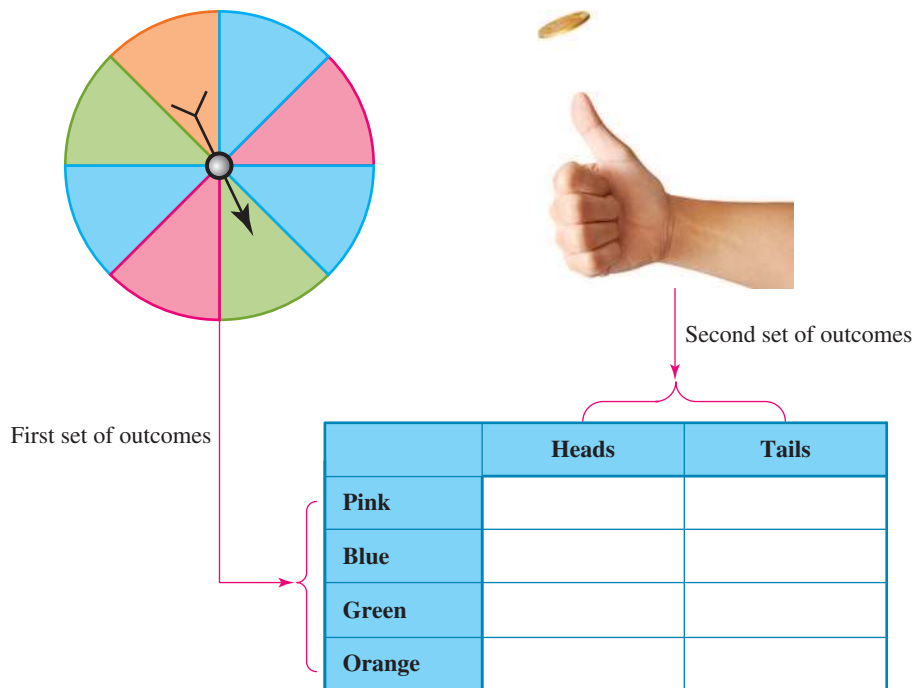 Second set of outcomes
First set of outcomes
Heads Tails
Pink
Blue
Green
Orange